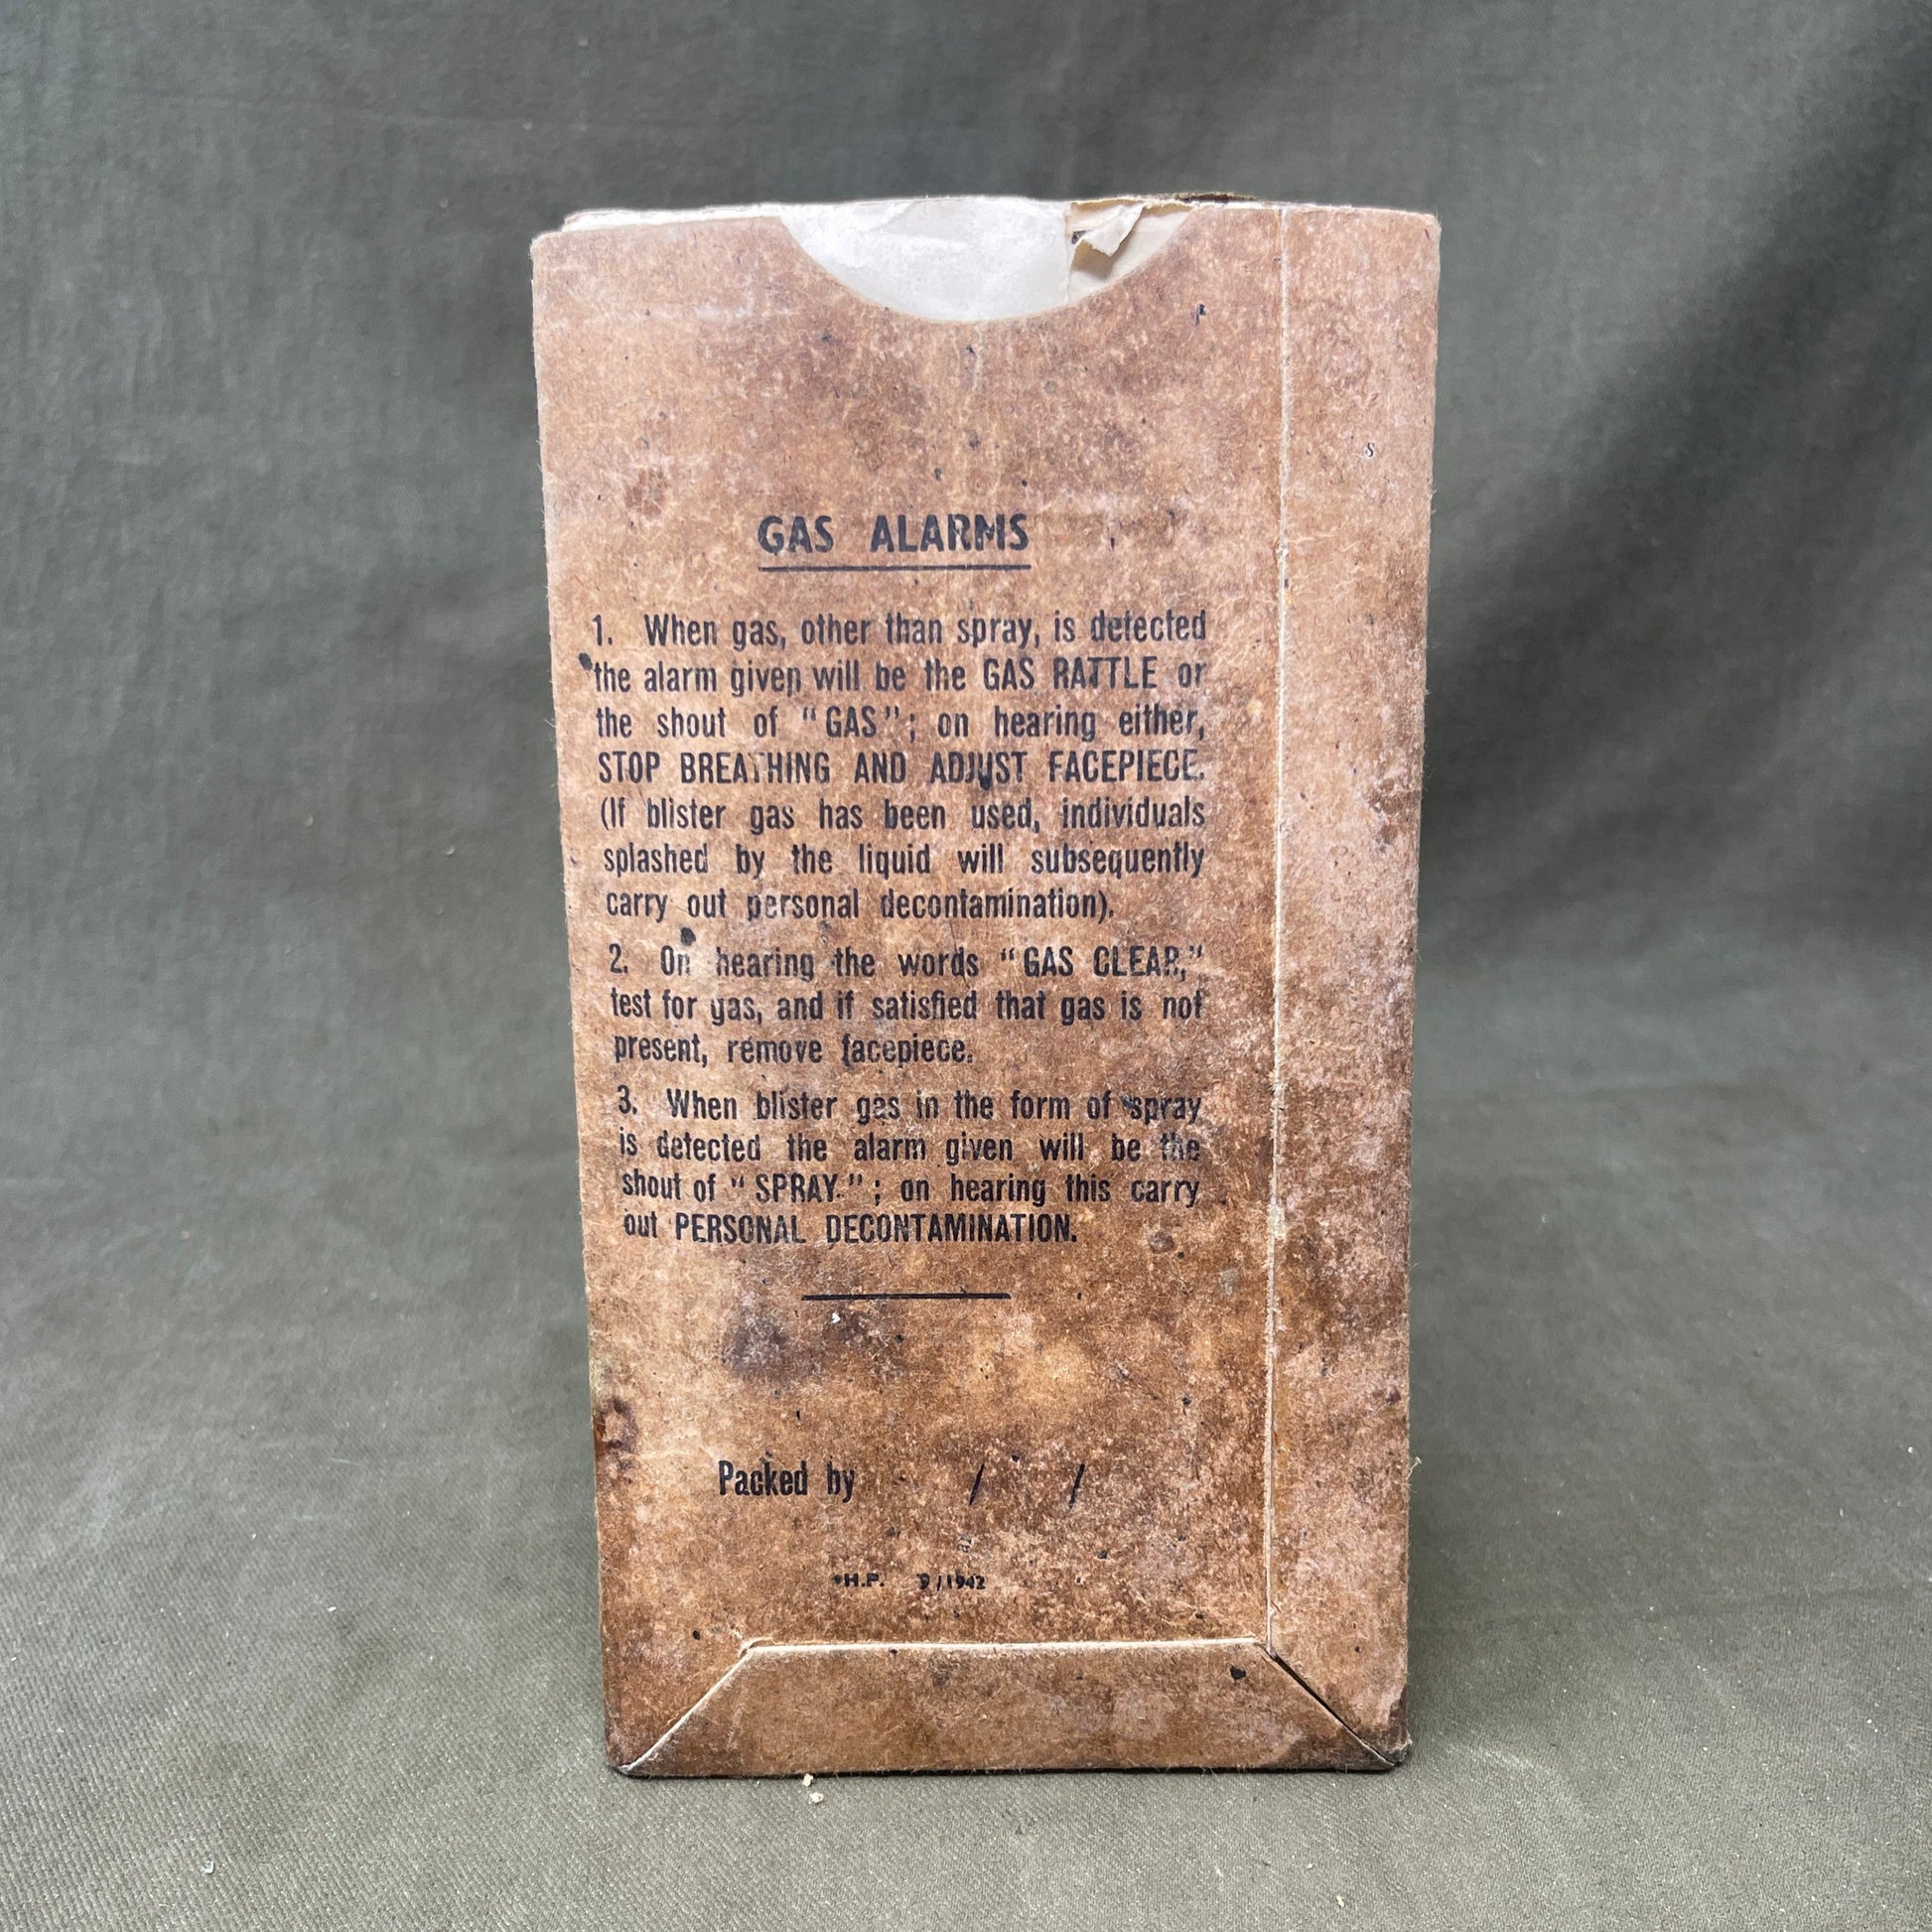 GAS ALARMS
1. When gas, other than spray, is detected
the alarm given will be the GAS RATTLE or
the shout of "GAS"; on hearing either,
STOP BREATHING AND ADJUST FACEPIECE.
(If blister gas has been used, individuals
splashed by the liquid will subsequently
carry out personal decontamination).
2. On hearing the words "GAS CLEAR,"
test for gas, and if satisfied that gas is not
present, remove facepiece.
3. When blister gas in the form of spray
is detected the alarm given will be the
shout of "SPRAY."; on hearing this carry
out PERSONAL DECONTAMINATION.
Packed by / /
H.P. 9/1942